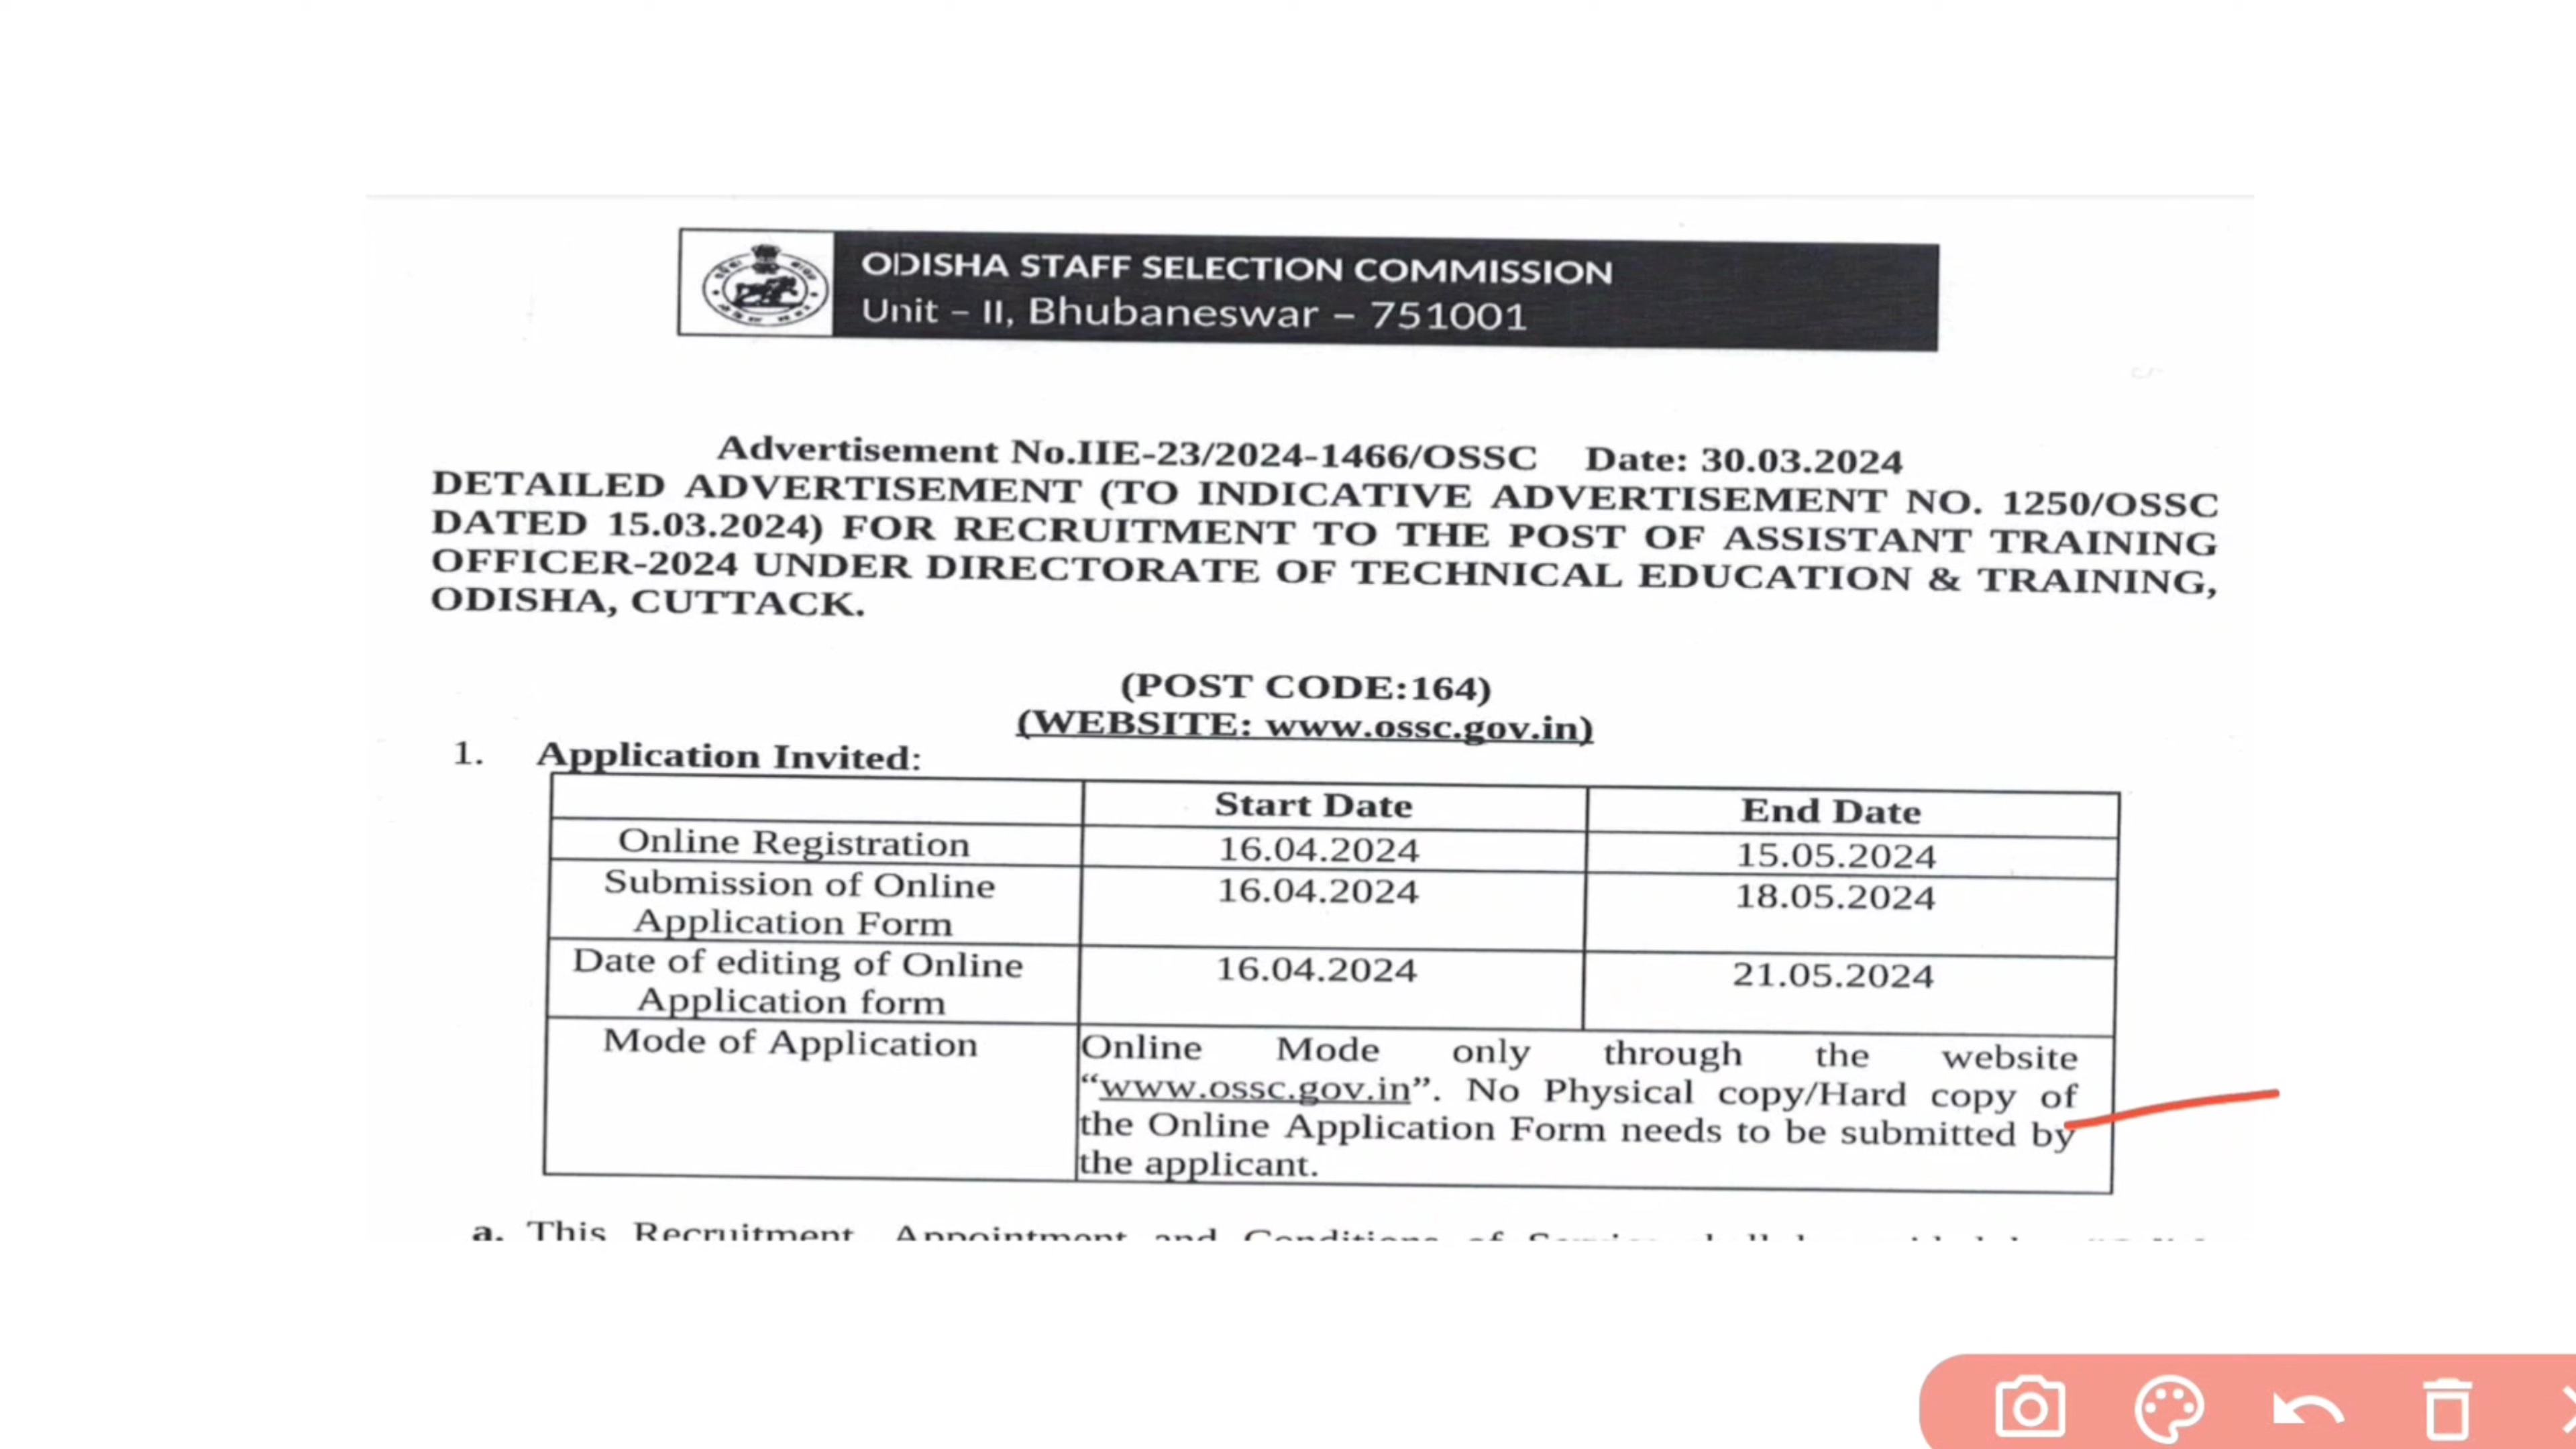 ODISHA STAFF SELECTION COMMISSION
Unit – II, Bhubaneswar – 751001
Advertisement No.IIE-23/2024-1466/OSSC Date: 30.03.2024
DETAILED ADVERTISEMENT (TO INDICATIVE ADVERTISEMENT NO. 1250/OSSC
DATED 15.03.2024) FOR RECRUITMENT TO THE POST OF ASSISTANT TRAINING
OFFICER-2024 UNDER DIRECTORATE OF TECHNICAL EDUCATION & TRAINING,
ODISHA, CUTTACK.
(POST CODE:164)
(WEBSITE: www.ossc.gov.in)
1. Application Invited:
Start Date End Date
Online Registration 16.04.2024 15.05.2024
Submission of Online 16.04.2024 18.05.2024
Application Form
Date of editing of Online 16.04.2024 21.05.2024
Application form
Mode of Application Online Mode only through the website
“www.ossc.gov.in”. No Physical copy/Hard copy of
the Online Application Form needs to be submitted by
the applicant.
a. This Recruitment, Appointment and Conditions of